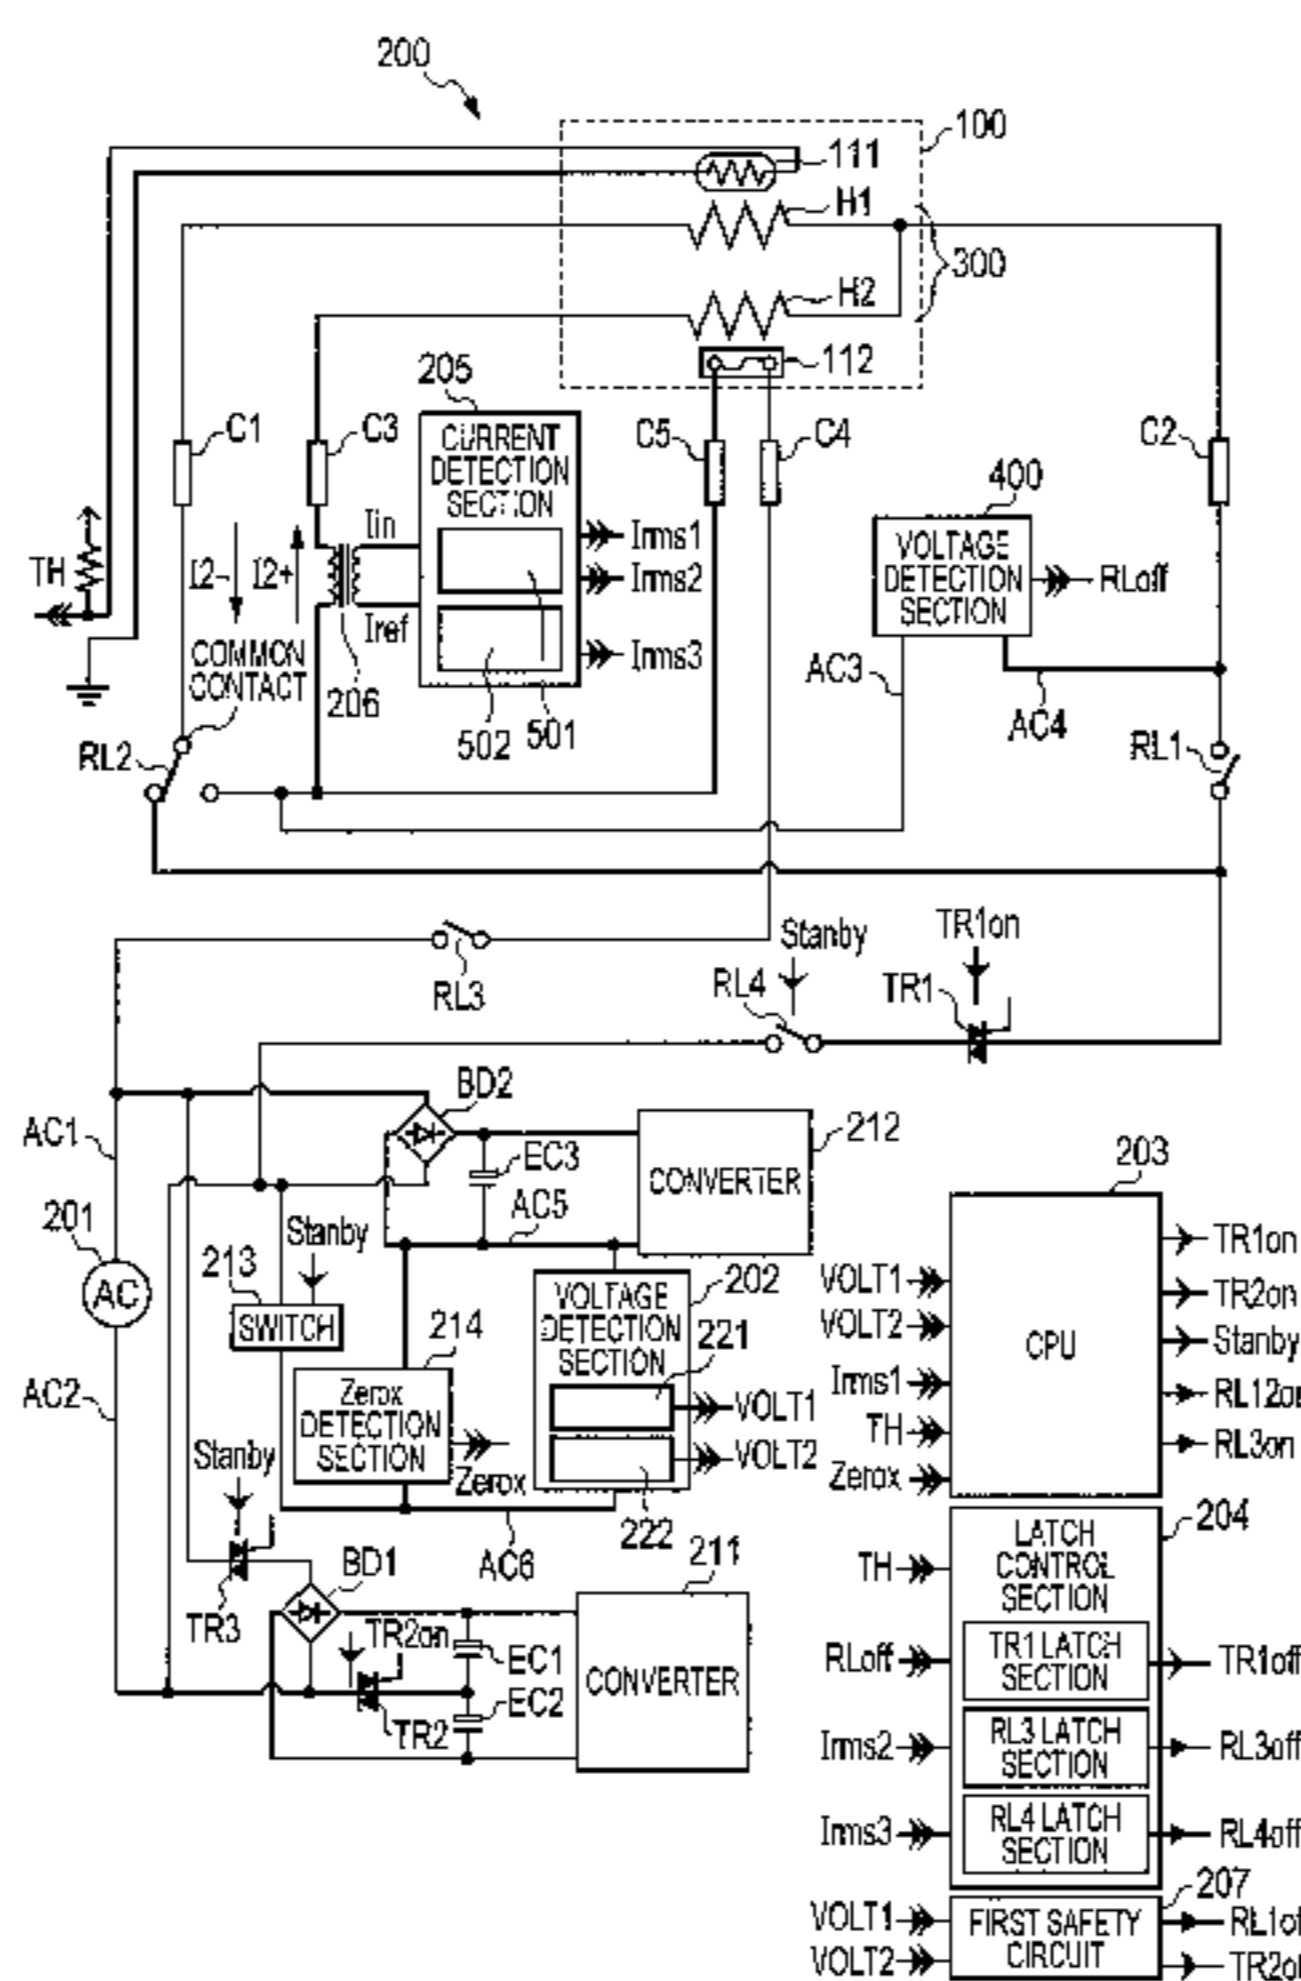 200
100
111
H1
300
H2
112
205
C1
C3
CURRENT
DETECTION
SECTION
C5
C4
C2
400
VOLTAGE
DETECTION
SECTION
RLoff
Iin
Irms1
Irms2
Irms3
TH
I2-
I2+
Iref
COMMON
CONTACT
206
502
501
AC3
AC4
RL2
RL1
RL3
Stanby
TR1on
RL4
TR1
BD2
AC1
EC3
AC5
212
CONVERTER
203
201
AC
Stanby
213
SWITCH
214
202
VOLTAGE
DETECTION
SECTION
221
VOLT1
VOLT2
222
Zerox
DETECTION
SECTION
Zerox
AC2
Stanby
AC6
TR3
BD1
211
TR2on
EC1
EC2
TR2
CONVERTER
VOLT1
VOLT2
Irms1
TH
Zerox
CPU
TR1on
TR2on
Stanby
RL3on
204
LATCH
CONTROL
SECTION
TH
RLoff
Irms2
Irms3
TR1 LATCH
SECTION
TR1off
RL3 LATCH
SECTION
RL3off
RL4 LATCH
SECTION
RL4off
207
VOLT1
VOLT2
FIRST SAFETY
CIRCUIT